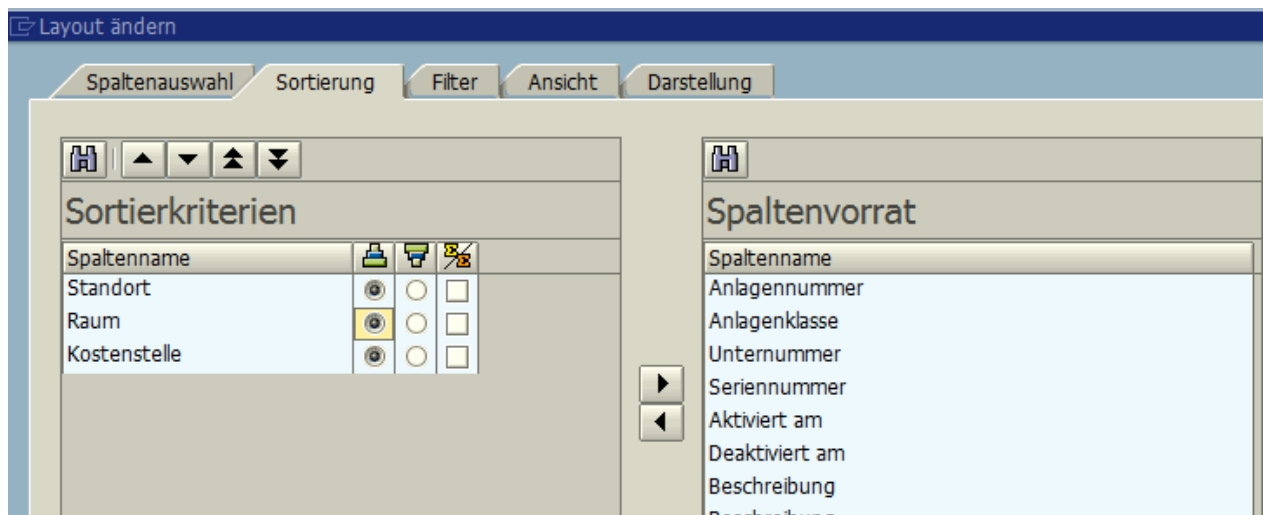 Layout ändern
Spaltenauswahl Sortierung Filter Ansicht Darstellung
Sortierkriterien
Spaltenname
Standort
Raum
Kostenstelle
Spaltenvorrat
Spaltenname
Anlagennummer
Anlagenklasse
Unternummer
Seriennummer
Aktiviert am
Deaktiviert am
Beschreibung